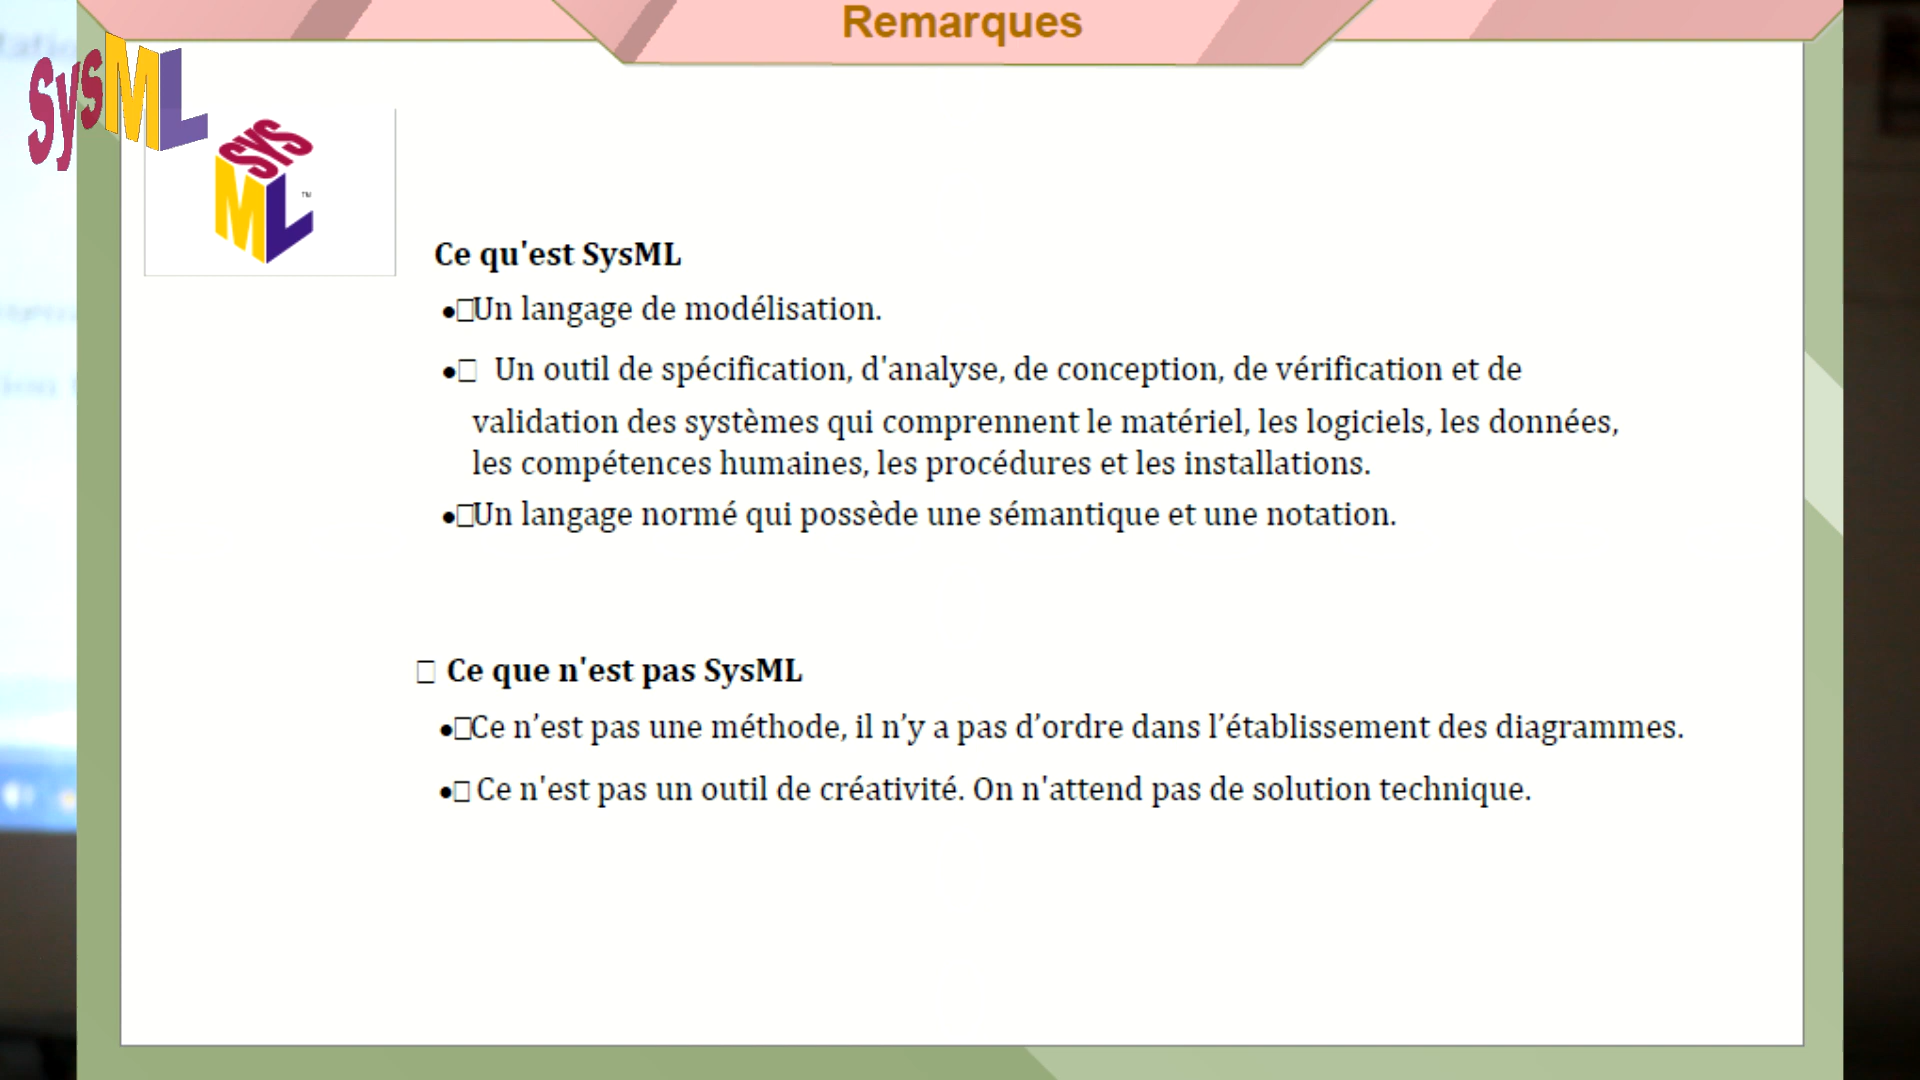 Remarques
SysML
SYS
ML
™
Ce qu'est SysML
•□Un langage de modélisation.
•□ Un outil de spécification, d'analyse, de conception, de vérification et de
validation des systèmes qui comprennent le matériel, les logiciels, les données,
les compétences humaines, les procédures et les installations.
•□Un langage normé qui possède une sémantique et une notation.
□ Ce que n'est pas SysML
•□Ce n’est pas une méthode, il n’y a pas d’ordre dans l’établissement des diagrammes.
•□ Ce n'est pas un outil de créativité. On n'attend pas de solution technique.